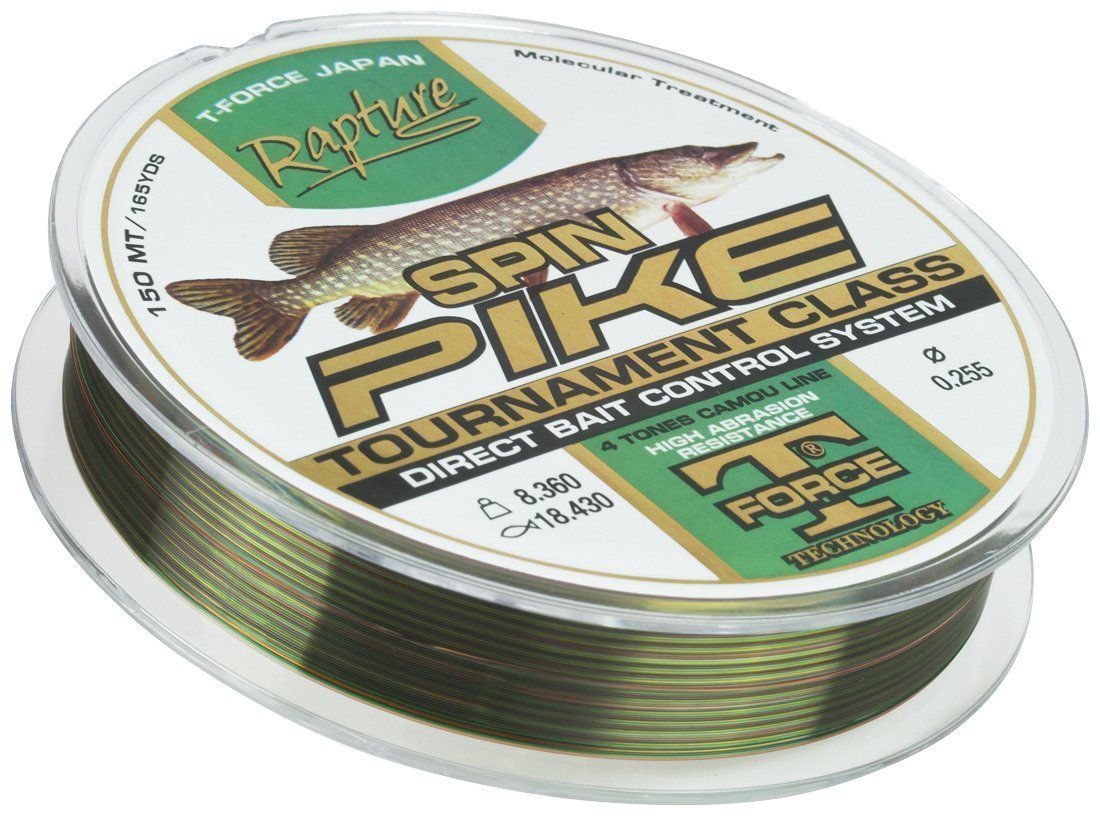 T-FORCE JAPAN
Rapture
Molecular Treatment
150 MT/165YDS
SPIN
PIKE
TOURNAMENT CLASS
DIRECT BAIT CONTROL SYSTEM
Ø
0.255
8.360
18.430
4 TONES CAMOU LINE
HIGH ABRASION
RESISTANCE
T®
FORCE
TECHNOLOGY